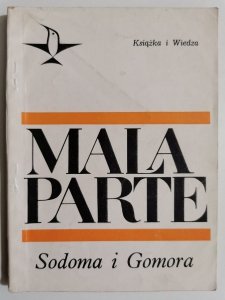 Książka i Wiedza
MALA
PARTE
Sodoma i Gomora